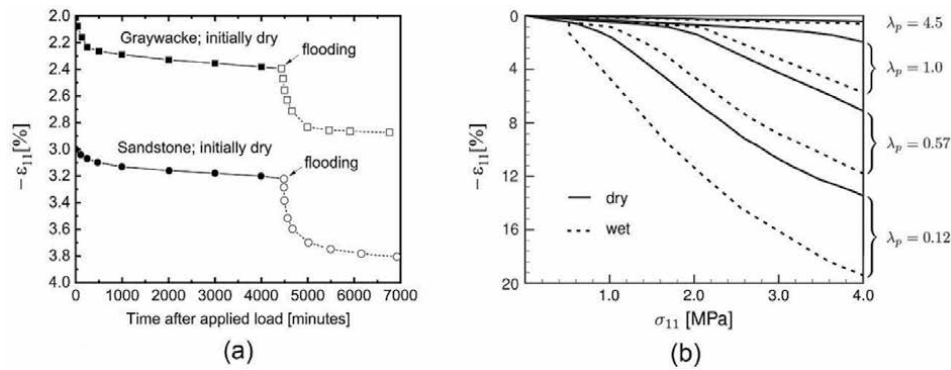 2.0
2.2
2.4
2.6
2.8
3.0
3.2
3.4
3.6
3.8
4.0
− ε11[%]
Graywacke; initially dry
flooding
Sandstone; initially dry
flooding
0 1000 2000 3000 4000 5000 6000 7000
Time after applied load [minutes]
(a)
0
4
8
12
16
20
− ε11[%]
dry
wet
1.0 2.0 3.0 4.0
σ11 [MPa]
λp = 4.5
λp = 1.0
λp = 0.57
λp = 0.12
(b)